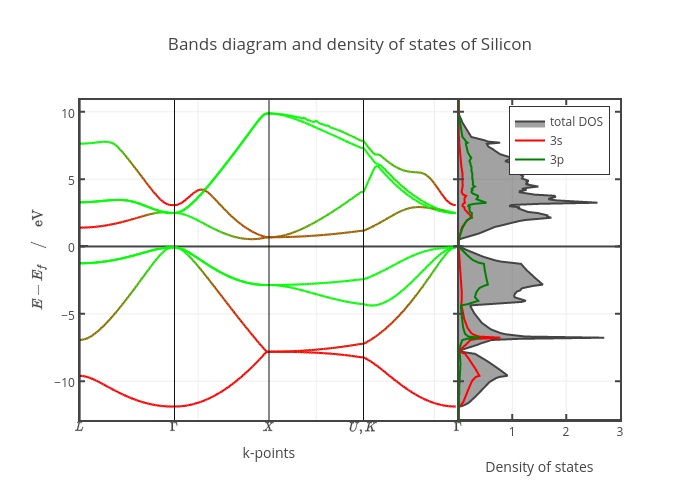 Bands diagram and density of states of Silicon
total DOS
3s
3p
10
5
0
−5
−10
E − E_f / eV
L Γ X U,K Γ
1 2 3
k-points
Density of states